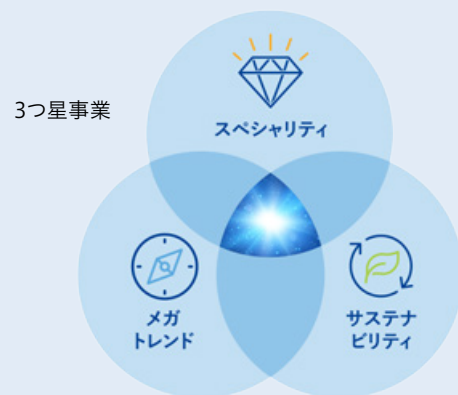 3つ星事業
スペシャリティ
メガ
トレンド
サステナ
ビリティ